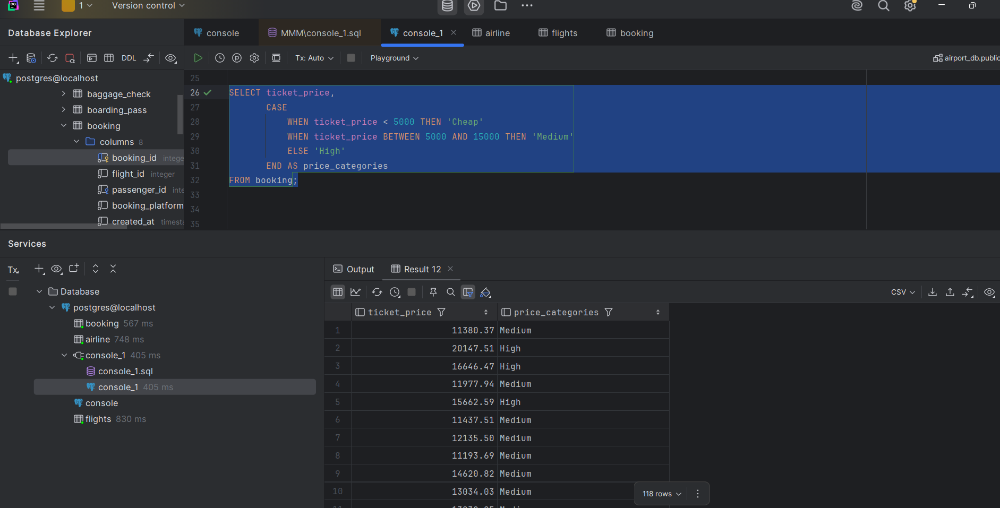 1 Version control
Database Explorer
console MMM\console_1.sql console_1 airline flights booking
DDL Tx: Auto Playground airport_db.public
postgres@localhost
baggage_check
boarding_pass
booking
columns 8
booking_id intege
flight_id integer
passenger_id inte
booking_platform
created_at timesta
25
26 SELECT ticket_price,
27 CASE
28 WHEN ticket_price < 5000 THEN 'Cheap'
29 WHEN ticket_price BETWEEN 5000 AND 15000 THEN 'Medium'
30 ELSE 'High'
31 END AS price_categories
32 FROM booking;
33
34
35
Services
Tx
Database
postgres@localhost
booking 567 ms
airline 748 ms
console_1 405 ms
console_1.sql
console_1 405 ms
console
flights 830 ms
Output Result 12
CSV
ticket_price price_categories
1 11380.37 Medium
2 20147.51 High
3 16646.47 High
4 11977.94 Medium
5 15662.59 High
6 11437.51 Medium
7 12135.50 Medium
8 11193.69 Medium
9 14620.82 Medium
10 13034.03 Medium
118 rows